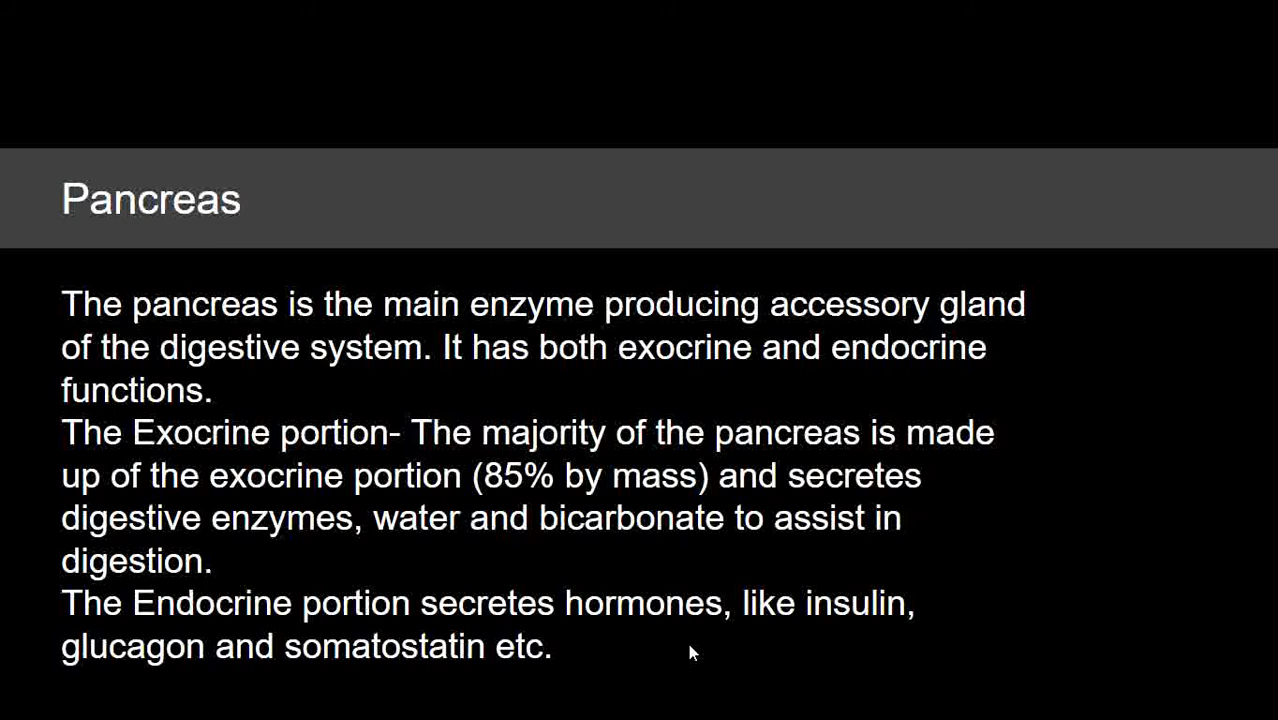 Pancreas
The pancreas is the main enzyme producing accessory gland
of the digestive system. It has both exocrine and endocrine
functions.
The Exocrine portion- The majority of the pancreas is made
up of the exocrine portion (85% by mass) and secretes
digestive enzymes, water and bicarbonate to assist in
digestion.
The Endocrine portion secretes hormones, like insulin,
glucagon and somatostatin etc.